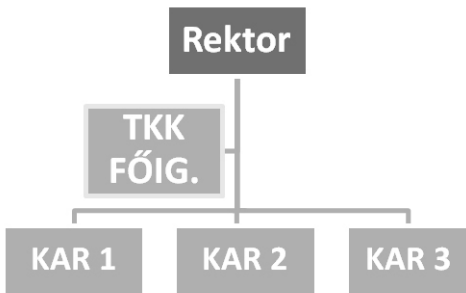 Rektor
TKK
FŐIG.
KAR 1
KAR 2
KAR 3